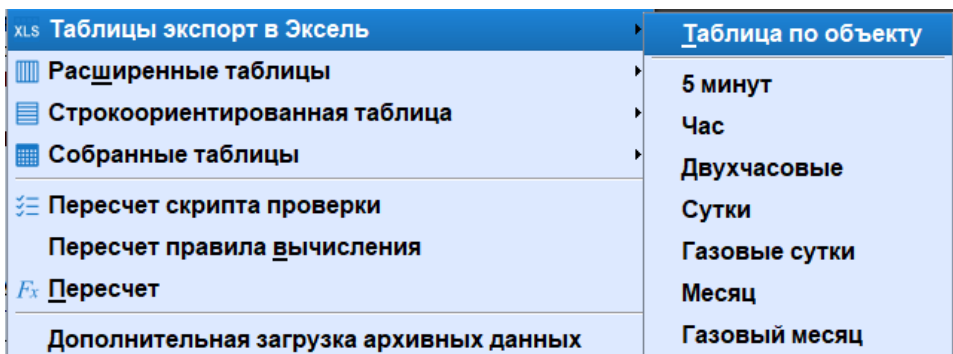 XLS Таблицы экспорт в Эксель
Расширенные таблицы
Строкоориентированная таблица
Собранные таблицы
Пересчет скрипта проверки
Пересчет правила вычисления
Fx Пересчет
Дополнительная загрузка архивных данных
Таблица по объекту
5 минут
Час
Двухчасовые
Сутки
Газовые сутки
Месяц
Газовый месяц